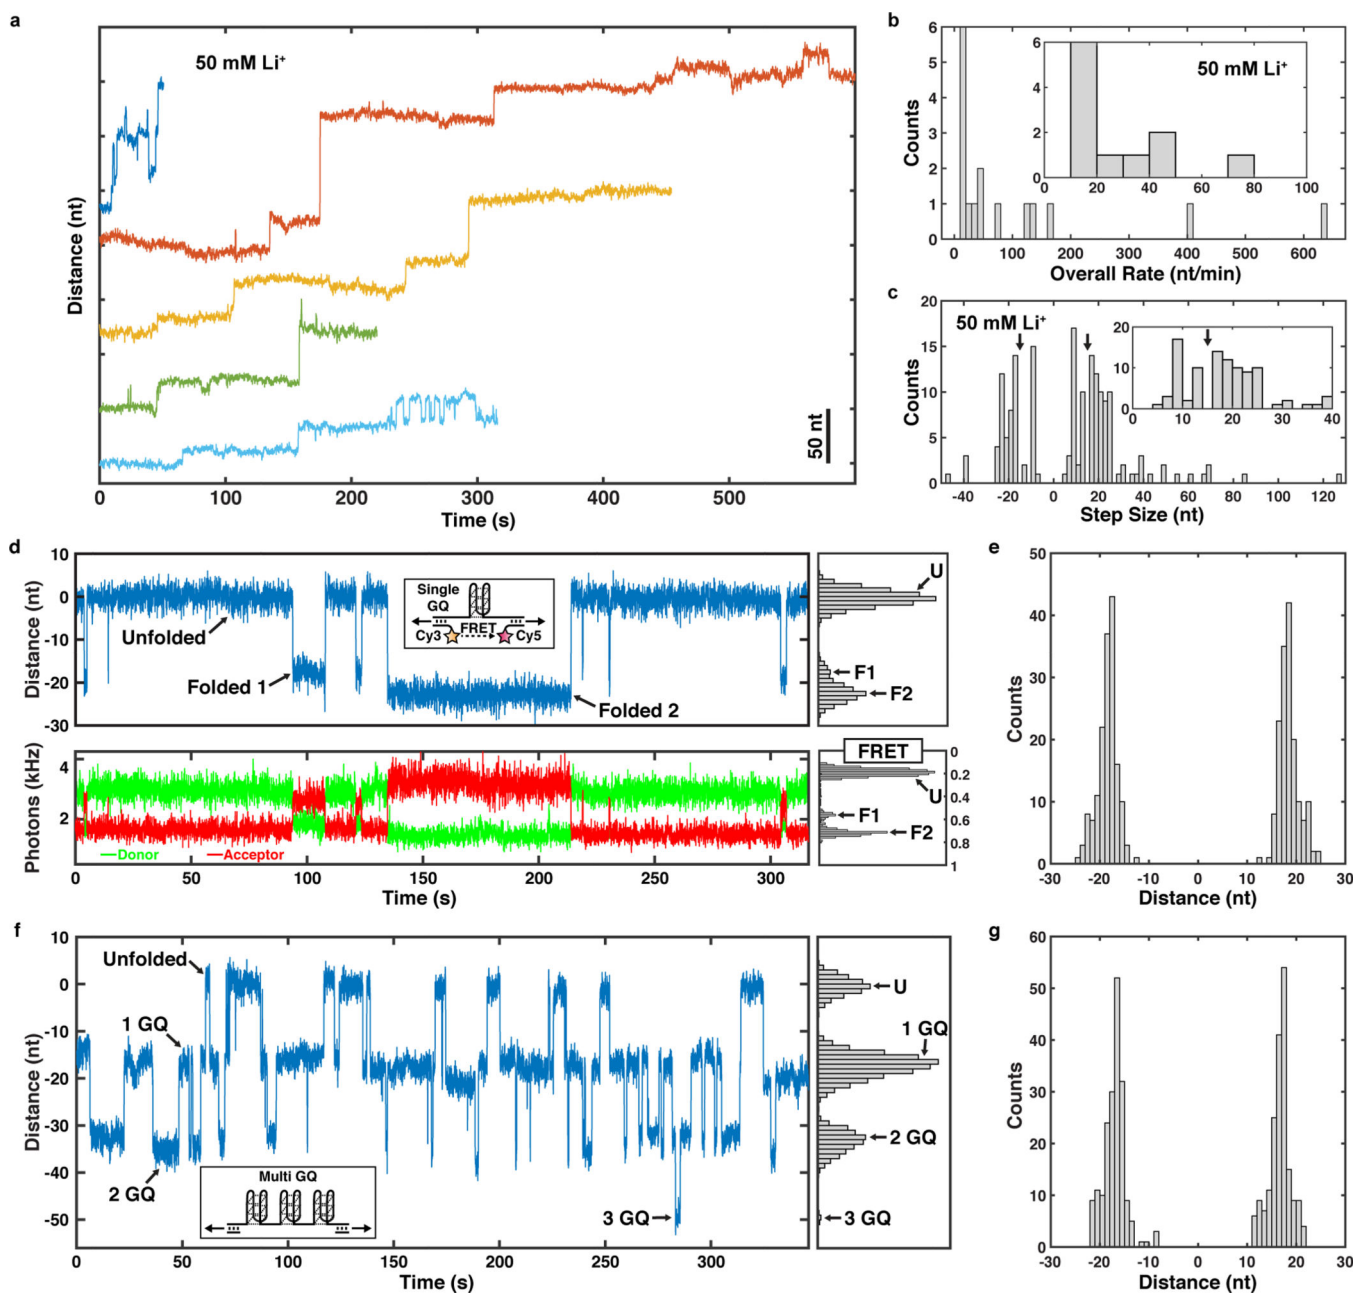 a
50 mM Li⁺
Distance (nt)
50 nt
0 100 200 300 400 500
Time (s)
b
6
5
4
3
2
1
0
Counts
50 mM Li⁺
6
4
2
0
0 20 40 60 80 100
0 100 200 300 400 500 600
Overall Rate (nt/min)
c
20
15
10
5
0
Counts
50 mM Li⁺
20
10
0
0 10 20 30 40
-40 -20 0 20 40 60 80 100 120
Step Size (nt)
d
10
0
-10
-20
-30
Distance (nt)
Unfolded
Folded 1
Folded 2
Single
GQ
FRET
Cy3
Cy5
U
F1
F2
4
2
Photons (kHz)
Donor
Acceptor
0 50 100 150 200 250 300
Time (s)
FRET
0
0.2
0.4
0.6
0.8
1
U
F1
F2
e
50
40
30
20
10
0
Counts
-30 -20 -10 0 10 20 30
Distance (nt)
f
10
0
-10
-20
-30
-40
-50
Distance (nt)
Unfolded
1 GQ
2 GQ
3 GQ
Multi GQ
0 50 100 150 200 250 300
Time (s)
U
1 GQ
2 GQ
3 GQ
g
60
50
40
30
20
10
0
Counts
-30 -20 -10 0 10 20 30
Distance (nt)